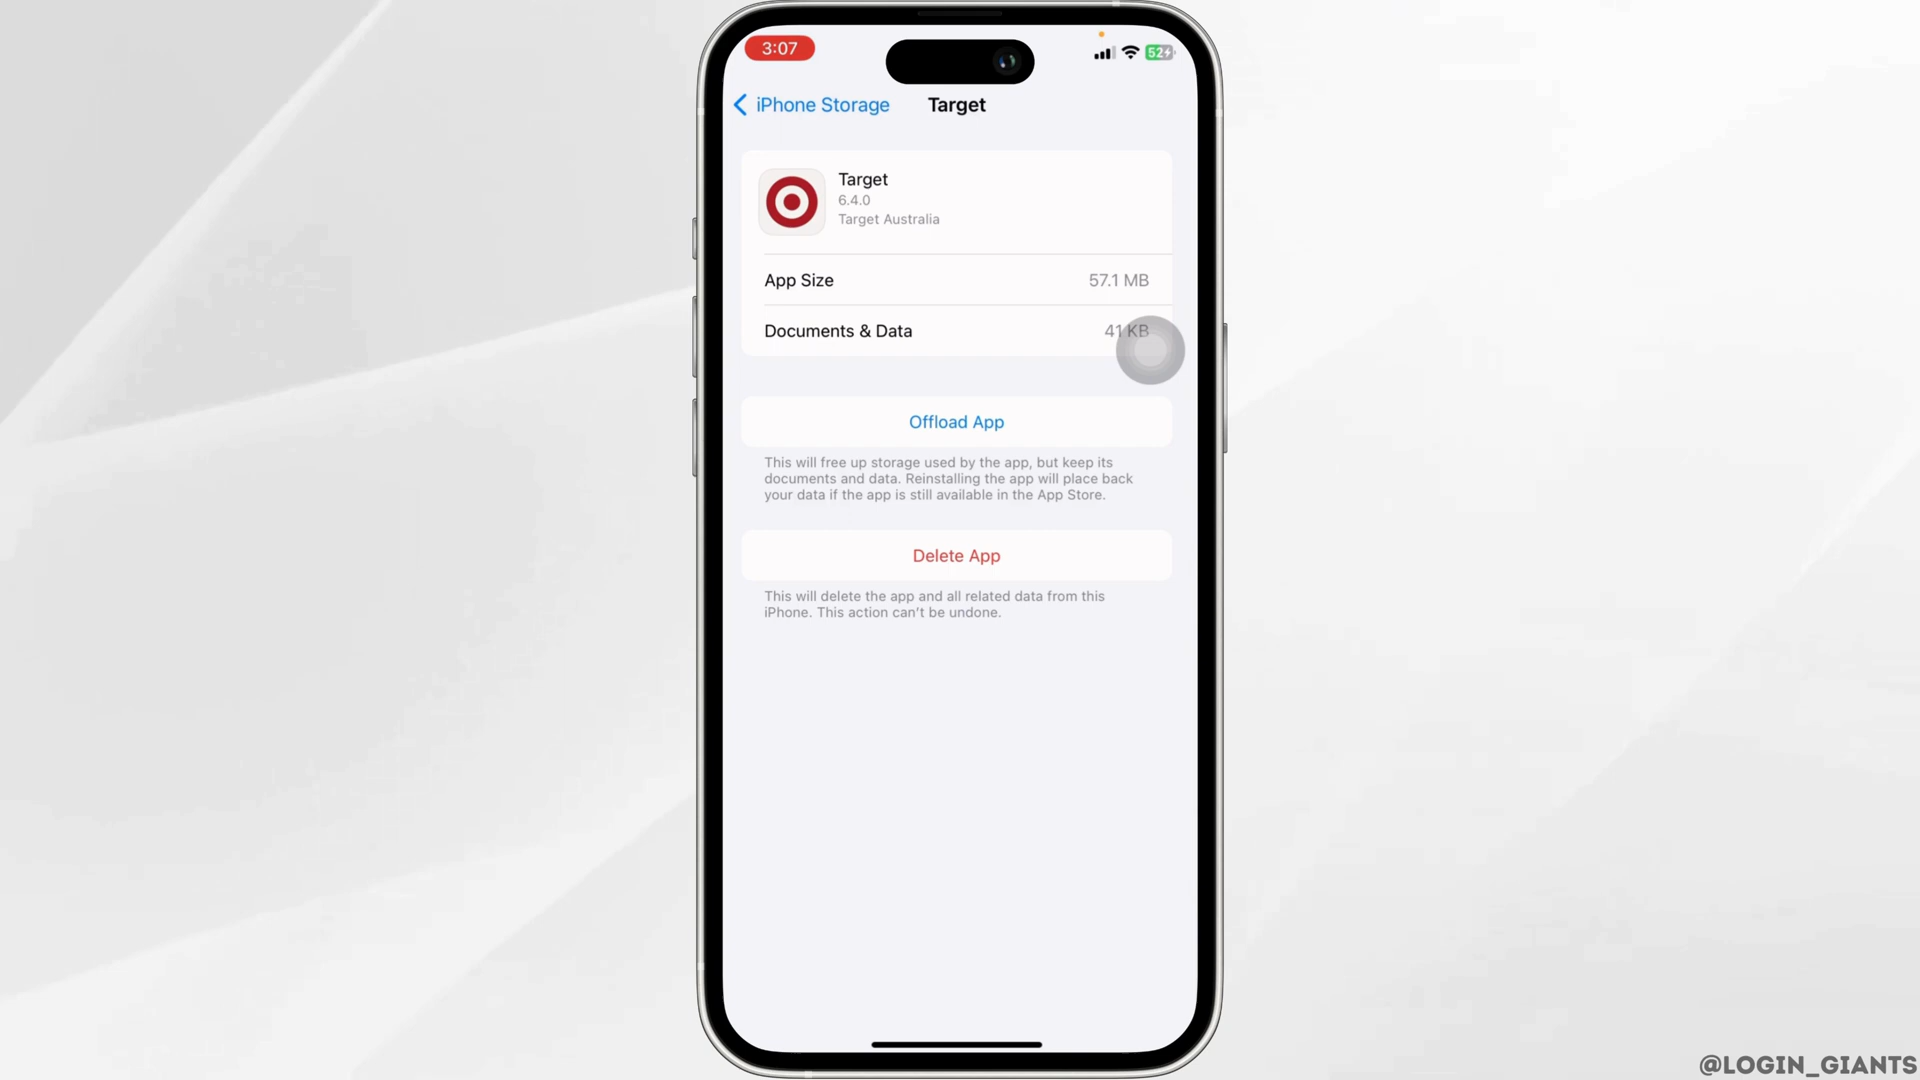 3:07
52
iPhone Storage
Target
Target
6.4.0
Target Australia
App Size
57.1 MB
Documents & Data
41 KB
Offload App
This will free up storage used by the app, but keep its
documents and data. Reinstalling the app will place back
your data if the app is still available in the App Store.
Delete App
This will delete the app and all related data from this
iPhone. This action can't be undone.
@LOGIN_GIANTS